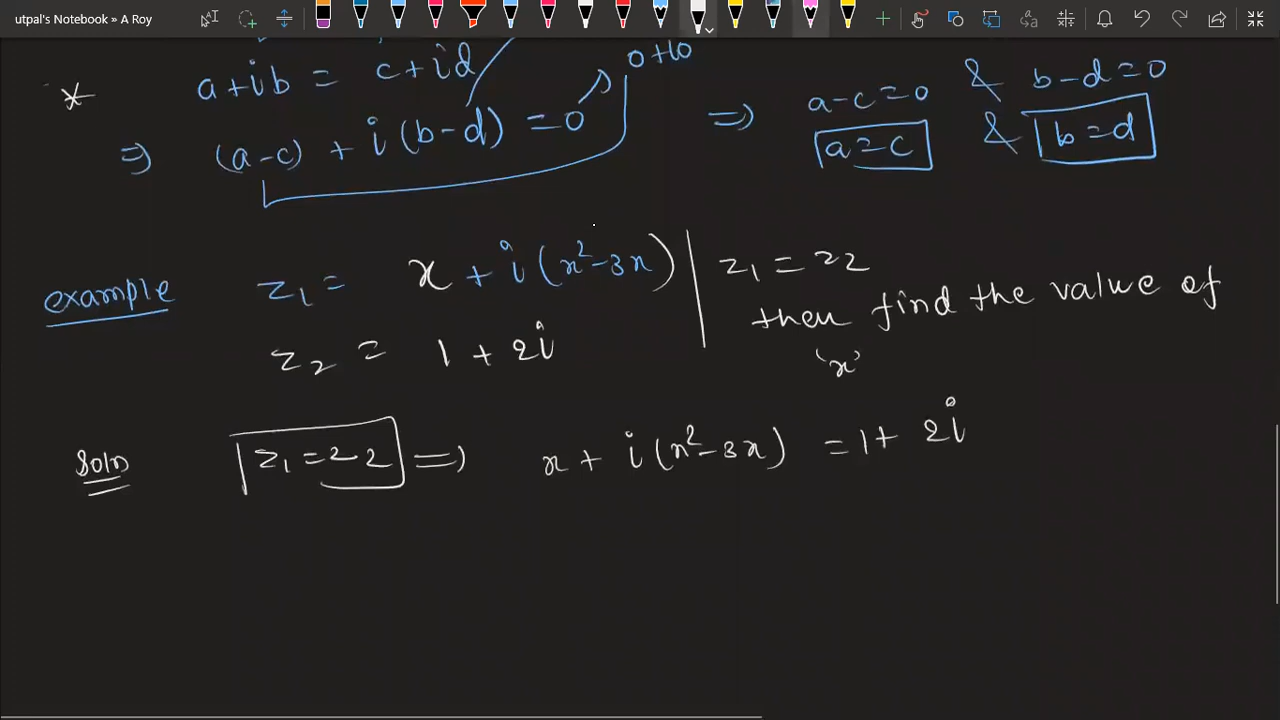 utpal's Notebook » A Roy
a+ib = c+id
0+i0
⇒ (a-c) + i(b-d) = 0
⇒ a-c=0 & b-d=0
a=c & b=d
example z₁ = x + i(x²-3x) | z₁ = z₂
then find the value of
'x'
z₂ = 1 + 2i
Soln z₁ = z₂ ⇒ x + i(x²-3x) = 1 + 2i